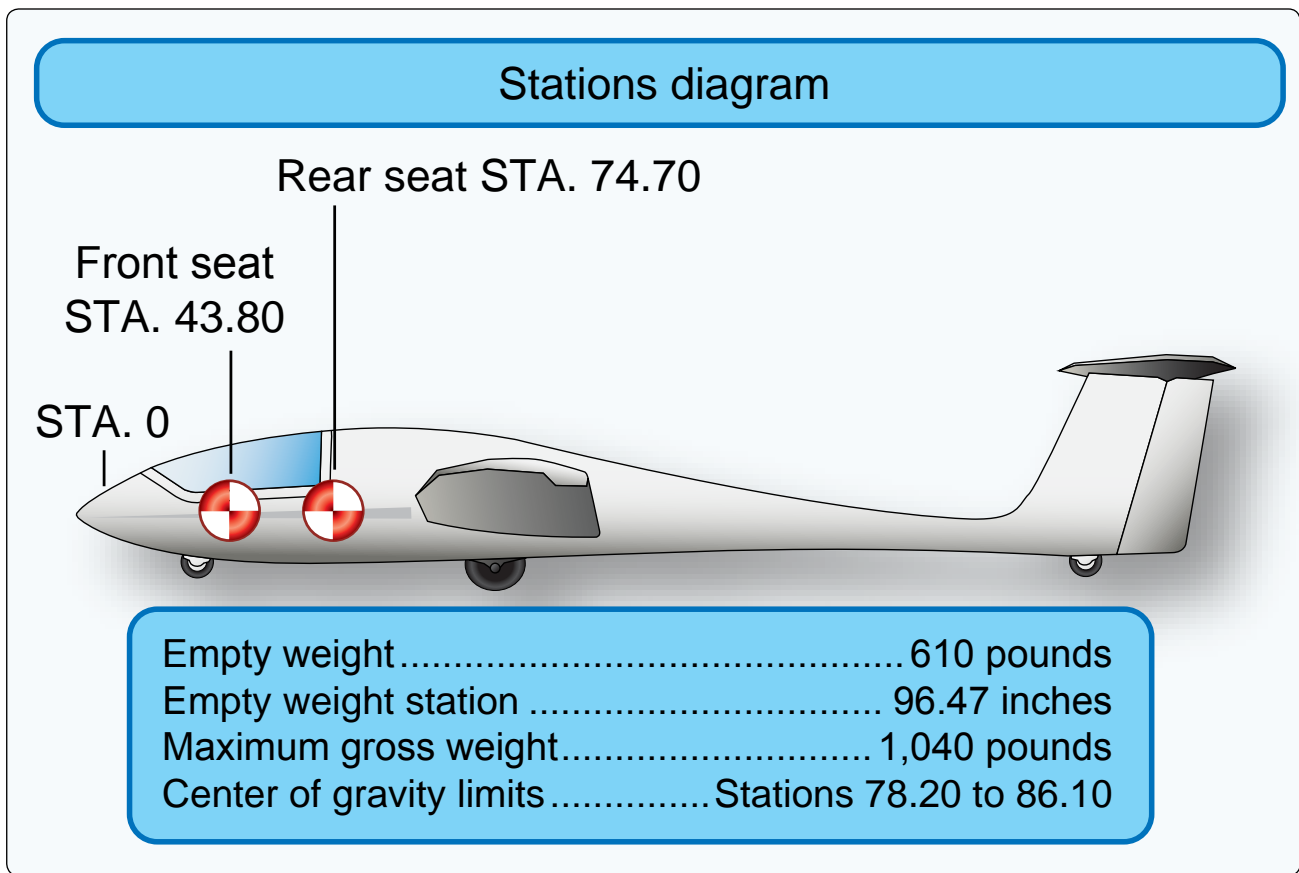 Stations diagram
Rear seat STA. 74.70
Front seat
STA. 43.80
STA. 0
Empty weight............................................... 610 pounds
Empty weight station ................................. 96.47 inches
Maximum gross weight............................. 1,040 pounds
Center of gravity limits...............Stations 78.20 to 86.10